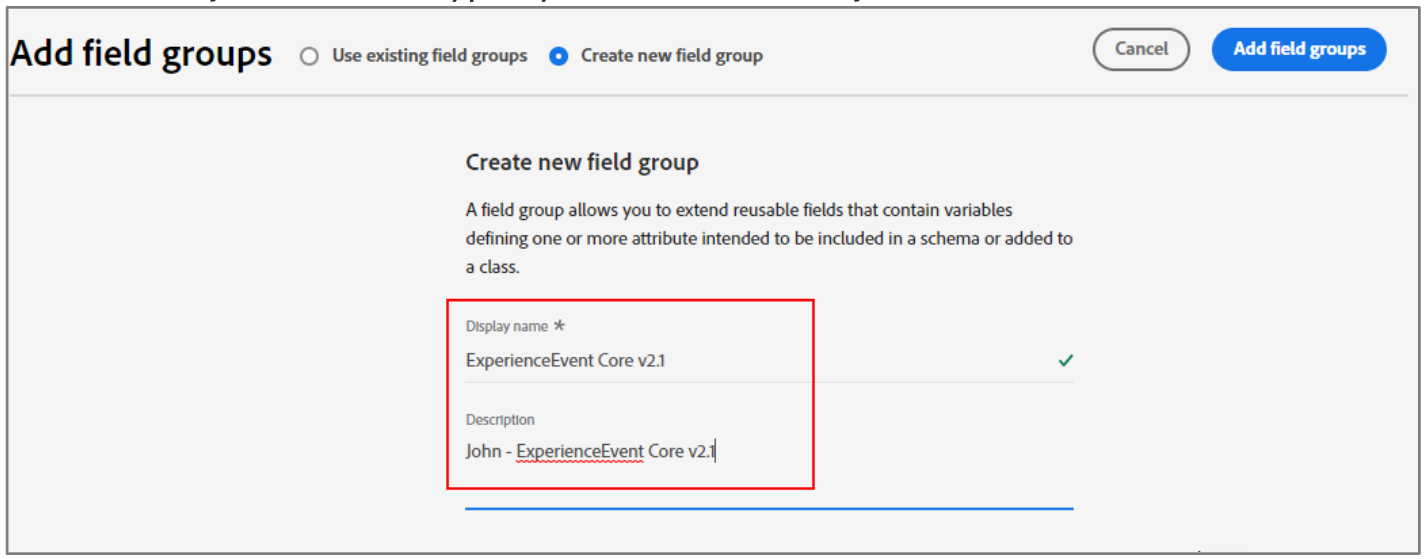 Add field groups Use existing field groups Create new field group Cancel Add field groups
Create new field group
A field group allows you to extend reusable fields that contain variables
defining one or more attribute intended to be included in a schema or added to
a class.
Display name *
ExperienceEvent Core v2.1
Description
John - ExperienceEvent Core v2.1